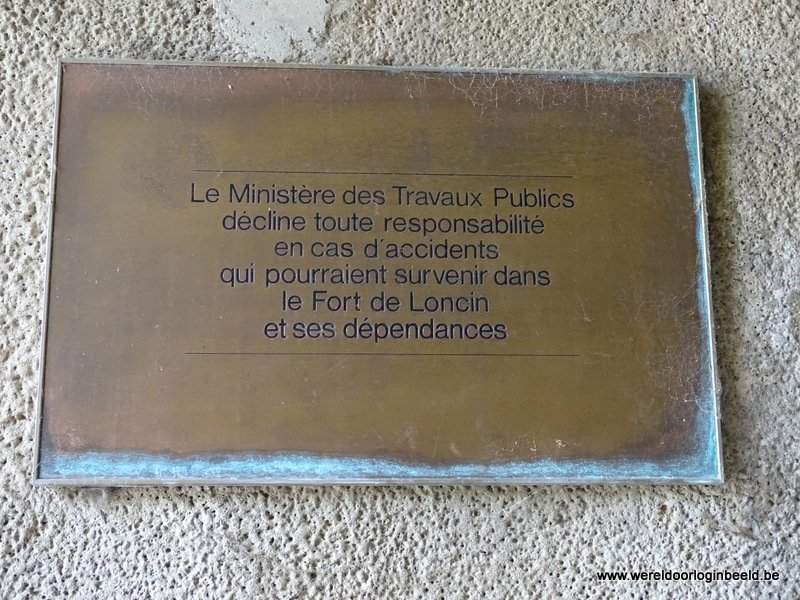 Le Ministère des Travaux Publics
décline toute responsabilité
en cas d'accidents
qui pourraient survenir dans
le Fort de Loncin
et ses dépendances
www.wereldoorloginbeeld.be